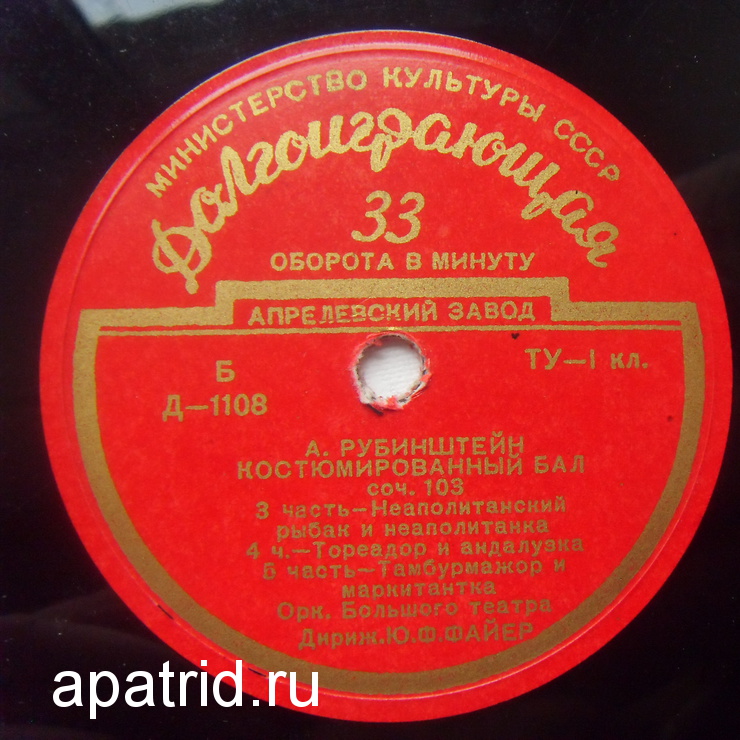 МИНИСТЕРСТВО КУЛЬТУРЫ СССР
Долгоиграющая
33
ОБОРОТА В МИНУТУ
АПРЕЛЕВСКИЙ ЗАВОД
Б
Д—1108
ТУ—I кл.
А. РУБИНШТЕЙН
КОСТЮМИРОВАННЫЙ БАЛ
соч. 103
3 часть—Неаполитанский
рыбак и неаполитанка
4 ч.—Тореадор и андалузка
5 часть—Тамбурмажор и
маркитантка
Орк. Большого театра
Дириж. Ю.Ф.ФАЙЕР
apatrid.ru